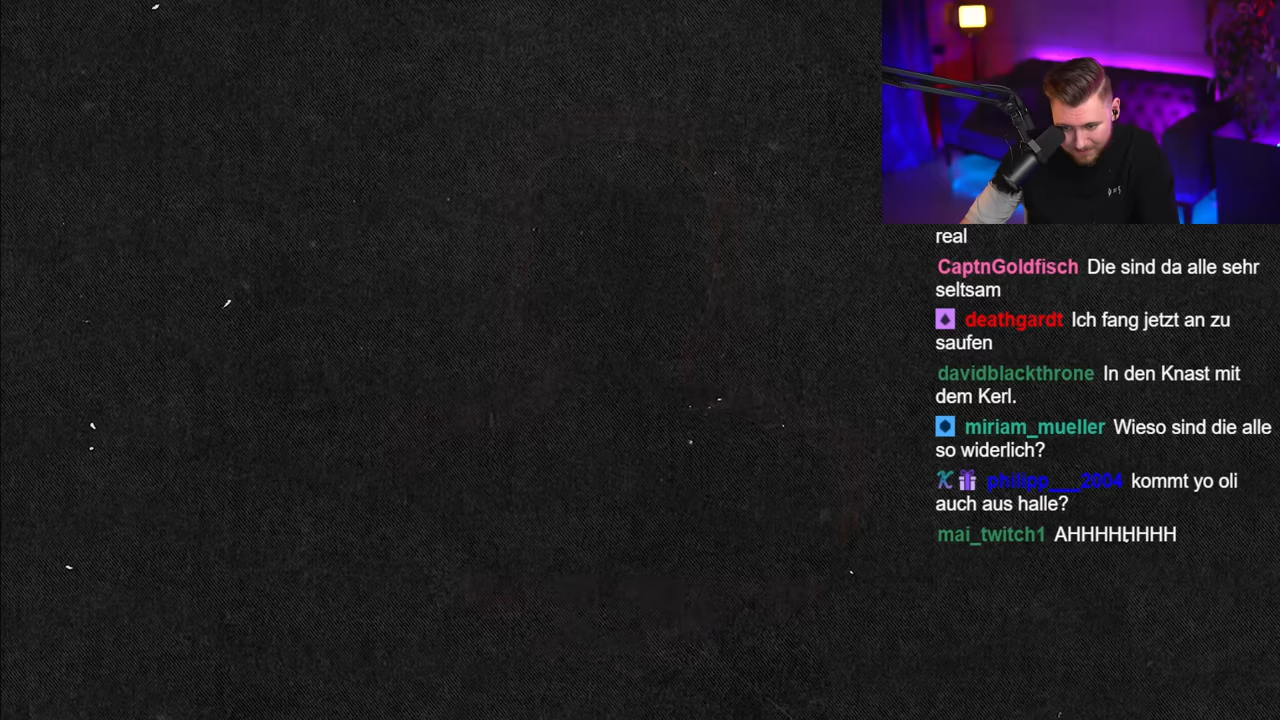 real
CaptnGoldfisch Die sind da alle sehr
seltsam
deathgardt Ich fang jetzt an zu
saufen
davidblackthrone In den Knast mit
dem Kerl.
miriam_mueller Wieso sind die alle
so widerlich?
philipp___2004 kommt yo oli
auch aus halle?
mai_twitch1 AHHHHHHHH